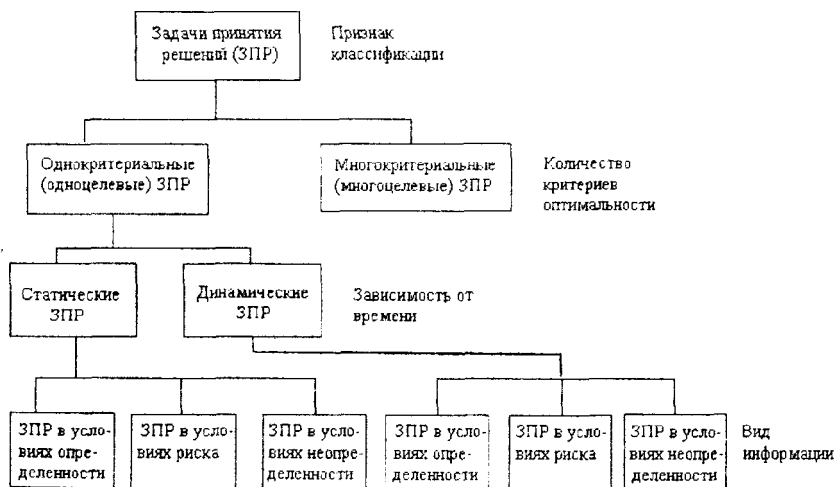 Задачи принятия
решений (ЗПР)
Признак
классификации
Однокритериальные
(одноцелевые) ЗПР
Многокритериальные
(многоцелевые) ЗПР
Количество
критериев
оптимальности
Статические
ЗПР
Динамические
ЗПР
Зависимость от
времени
ЗПР в усло-
виях опре-
деленности
ЗПР в усло-
виях риска
ЗПР в усло-
виях неопре-
деленности
ЗПР в усло-
виях опре-
деленности
ЗПР в усло-
виях риска
ЗПР в усло-
виях неопре-
деленности
Вид
информации